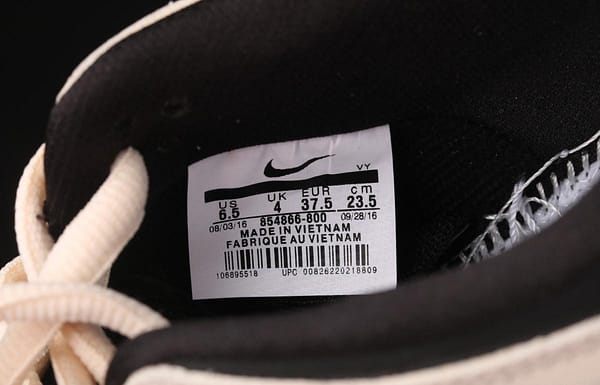 VY
US UK EUR cm
6.5 4 37.5 23.5
08/03/16 854866-800 09/28/16
MADE IN VIETNAM
FABRIQUE AU VIETNAM
106895518 UPC 00826220218809